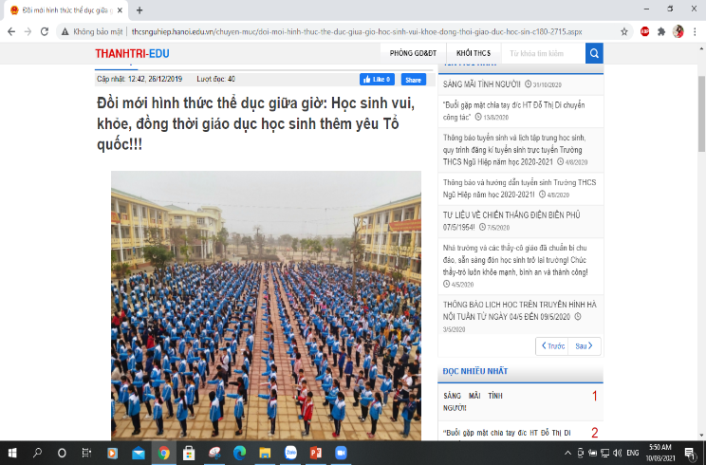 Đổi mới hình thức thể dục giữa g
Không bảo mật | thcsnguhiep.hanoi.edu.vn/chuyen-muc/doi-moi-hinh-thuc-the-duc-giua-gio-hoc-sinh-vui-khoe-dong-thoi-giao-duc-hoc-sin-c180-2715.aspx
THANHTRI-EDU
PHÒNG GD&ĐT
KHỐI THCS
Từ khóa tìm kiếm
Cập nhật: 12:42, 26/12/2019
Lượt đọc: 40
Like 0
Share
Đổi mới hình thức thể dục giữa giờ: Học sinh vui,
khỏe, đồng thời giáo dục học sinh thêm yêu Tổ
quốc!!!
SÁNG MÃI TÌNH NGƯỜI! 31/10/2020
"Buổi gặp mặt chia tay đ/c HT Đỗ Thị Dị chuyển
công tác" 13/8/2020
Thông báo tuyển sinh và lịch tập trung học sinh,
quy trình đăng kí tuyển sinh trực tuyến Trường
THCS Ngũ Hiệp năm học 2020-2021 4/8/2020
Thông báo và hướng dẫn tuyển sinh Trường THCS
Ngũ Hiệp năm học 2020-2021! 4/8/2020
TƯ LIỆU VỀ CHIẾN THẮNG ĐIỆN BIÊN PHỦ
07/5/1954! 7/5/2020
Nhà trường và các thầy-cô giáo đã chuẩn bị chu
đáo, sẵn sàng đón học sinh trở lại trường! Chúc
thầy-trò luôn khỏe mạnh, bình an và thành công!
4/5/2020
THÔNG BÁO LỊCH HỌC TRÊN TRUYỀN HÌNH HÀ
NỘI TUẦN TỪ NGÀY 04/5 ĐẾN 09/5/2020
3/5/2020
Trước
Sau
ĐỌC NHIỀU NHẤT
SÁNG MÃI TÌNH
NGƯỜI!
1
"Buổi gặp mặt chia tay đ/c HT Đỗ Thị Dị
2
ENG
5:50 AM
10/03/2021